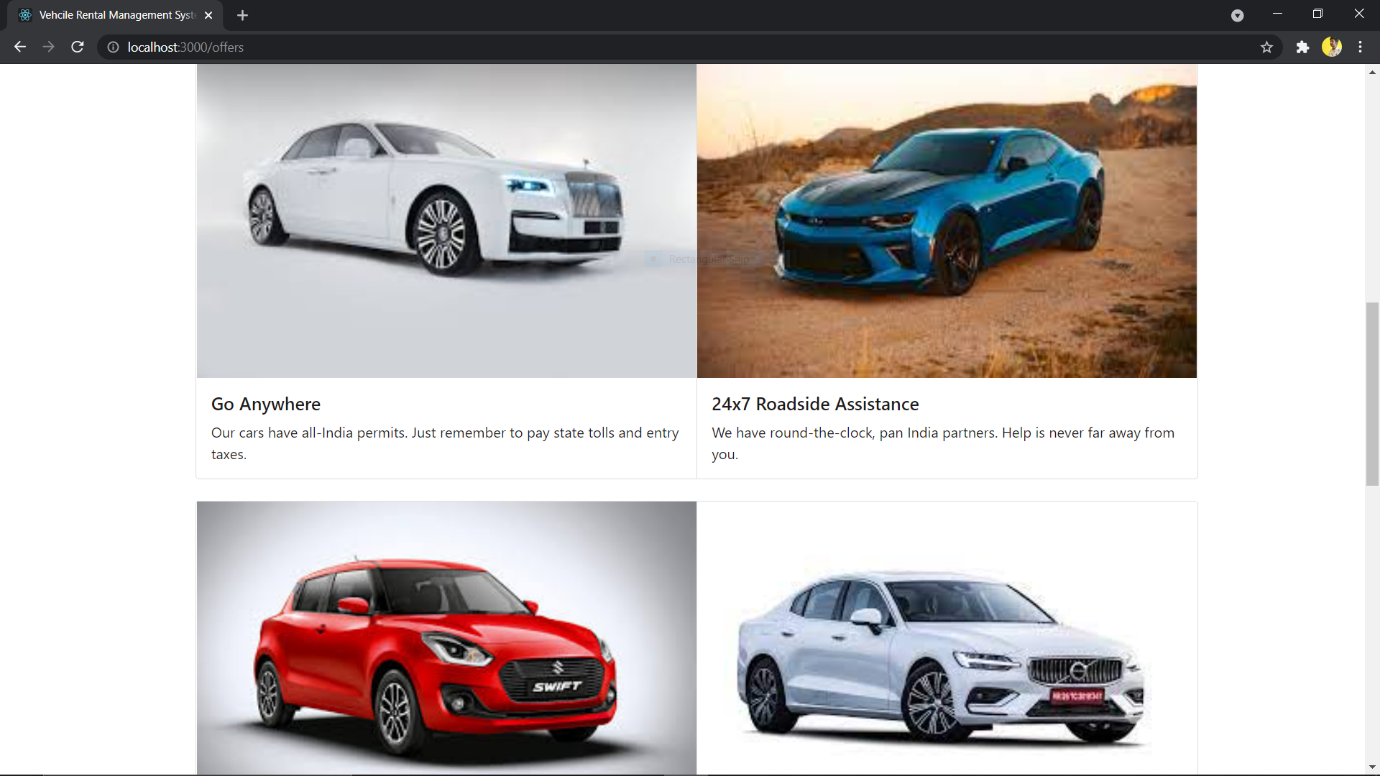 Vehcile Rental Management Syst
localhost:3000/offers
Go Anywhere
24x7 Roadside Assistance
Our cars have all-India permits. Just remember to pay state tolls and entry
taxes.
We have round-the-clock, pan India partners. Help is never far away from
you.
SWIFT